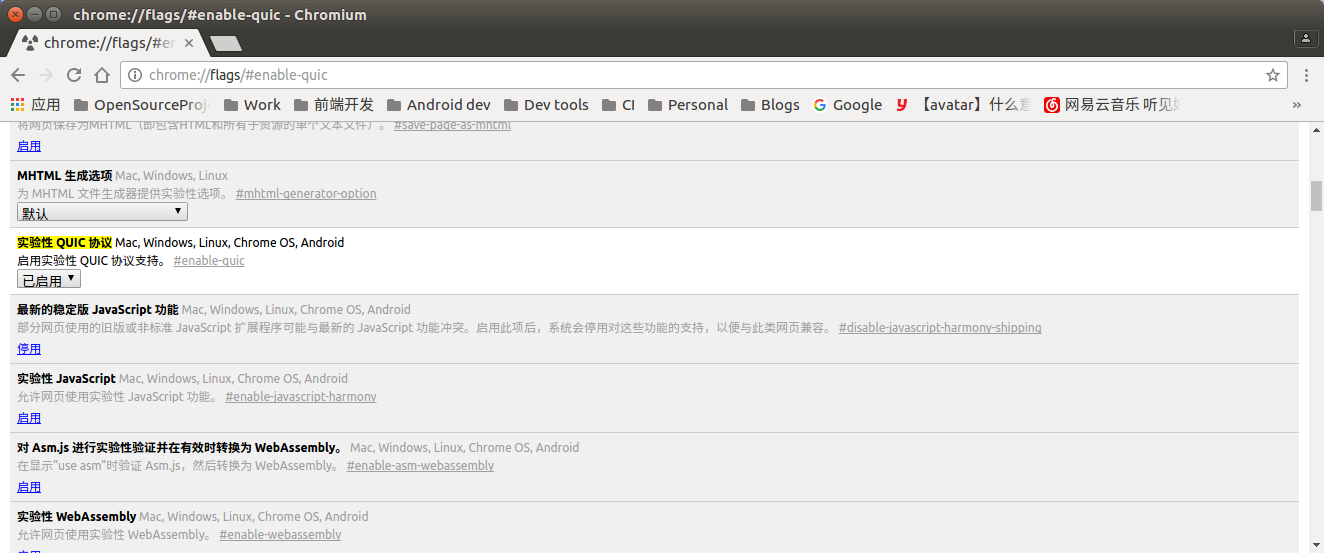 chrome://flags/#enable-quic - Chromium
chrome://flags/#en
chrome://flags/#enable-quic
应用 OpenSourceProj Work 前端开发 Android dev Dev tools CI Personal Blogs Google 【avatar】什么意 网易云音乐 听见好
将网页保存为MHTML（即包含HTML和所有子资源的单个文本文件）。 #save-page-as-mhtml
启用
MHTML 生成选项 Mac, Windows, Linux
为 MHTML 文件生成器提供实验性选项。 #mhtml-generator-option
默认
实验性 QUIC 协议 Mac, Windows, Linux, Chrome OS, Android
启用实验性 QUIC 协议支持。 #enable-quic
已启用
最新的稳定版 JavaScript 功能 Mac, Windows, Linux, Chrome OS, Android
部分网页使用的旧版或非标准 JavaScript 扩展程序可能与最新的 JavaScript 功能冲突。启用此项后，系统会停用对这些功能的支持，以便与此类网页兼容。 #disable-javascript-harmony-shipping
停用
实验性 JavaScript Mac, Windows, Linux, Chrome OS, Android
允许网页使用实验性 JavaScript 功能。 #enable-javascript-harmony
启用
对 Asm.js 进行实验性验证并在有效时转换为 WebAssembly。 Mac, Windows, Linux, Chrome OS, Android
在显示“use asm”时验证 Asm.js，然后转换为 WebAssembly。 #enable-asm-webassembly
启用
实验性 WebAssembly Mac, Windows, Linux, Chrome OS, Android
允许网页使用实验性 WebAssembly。 #enable-webassembly
启用